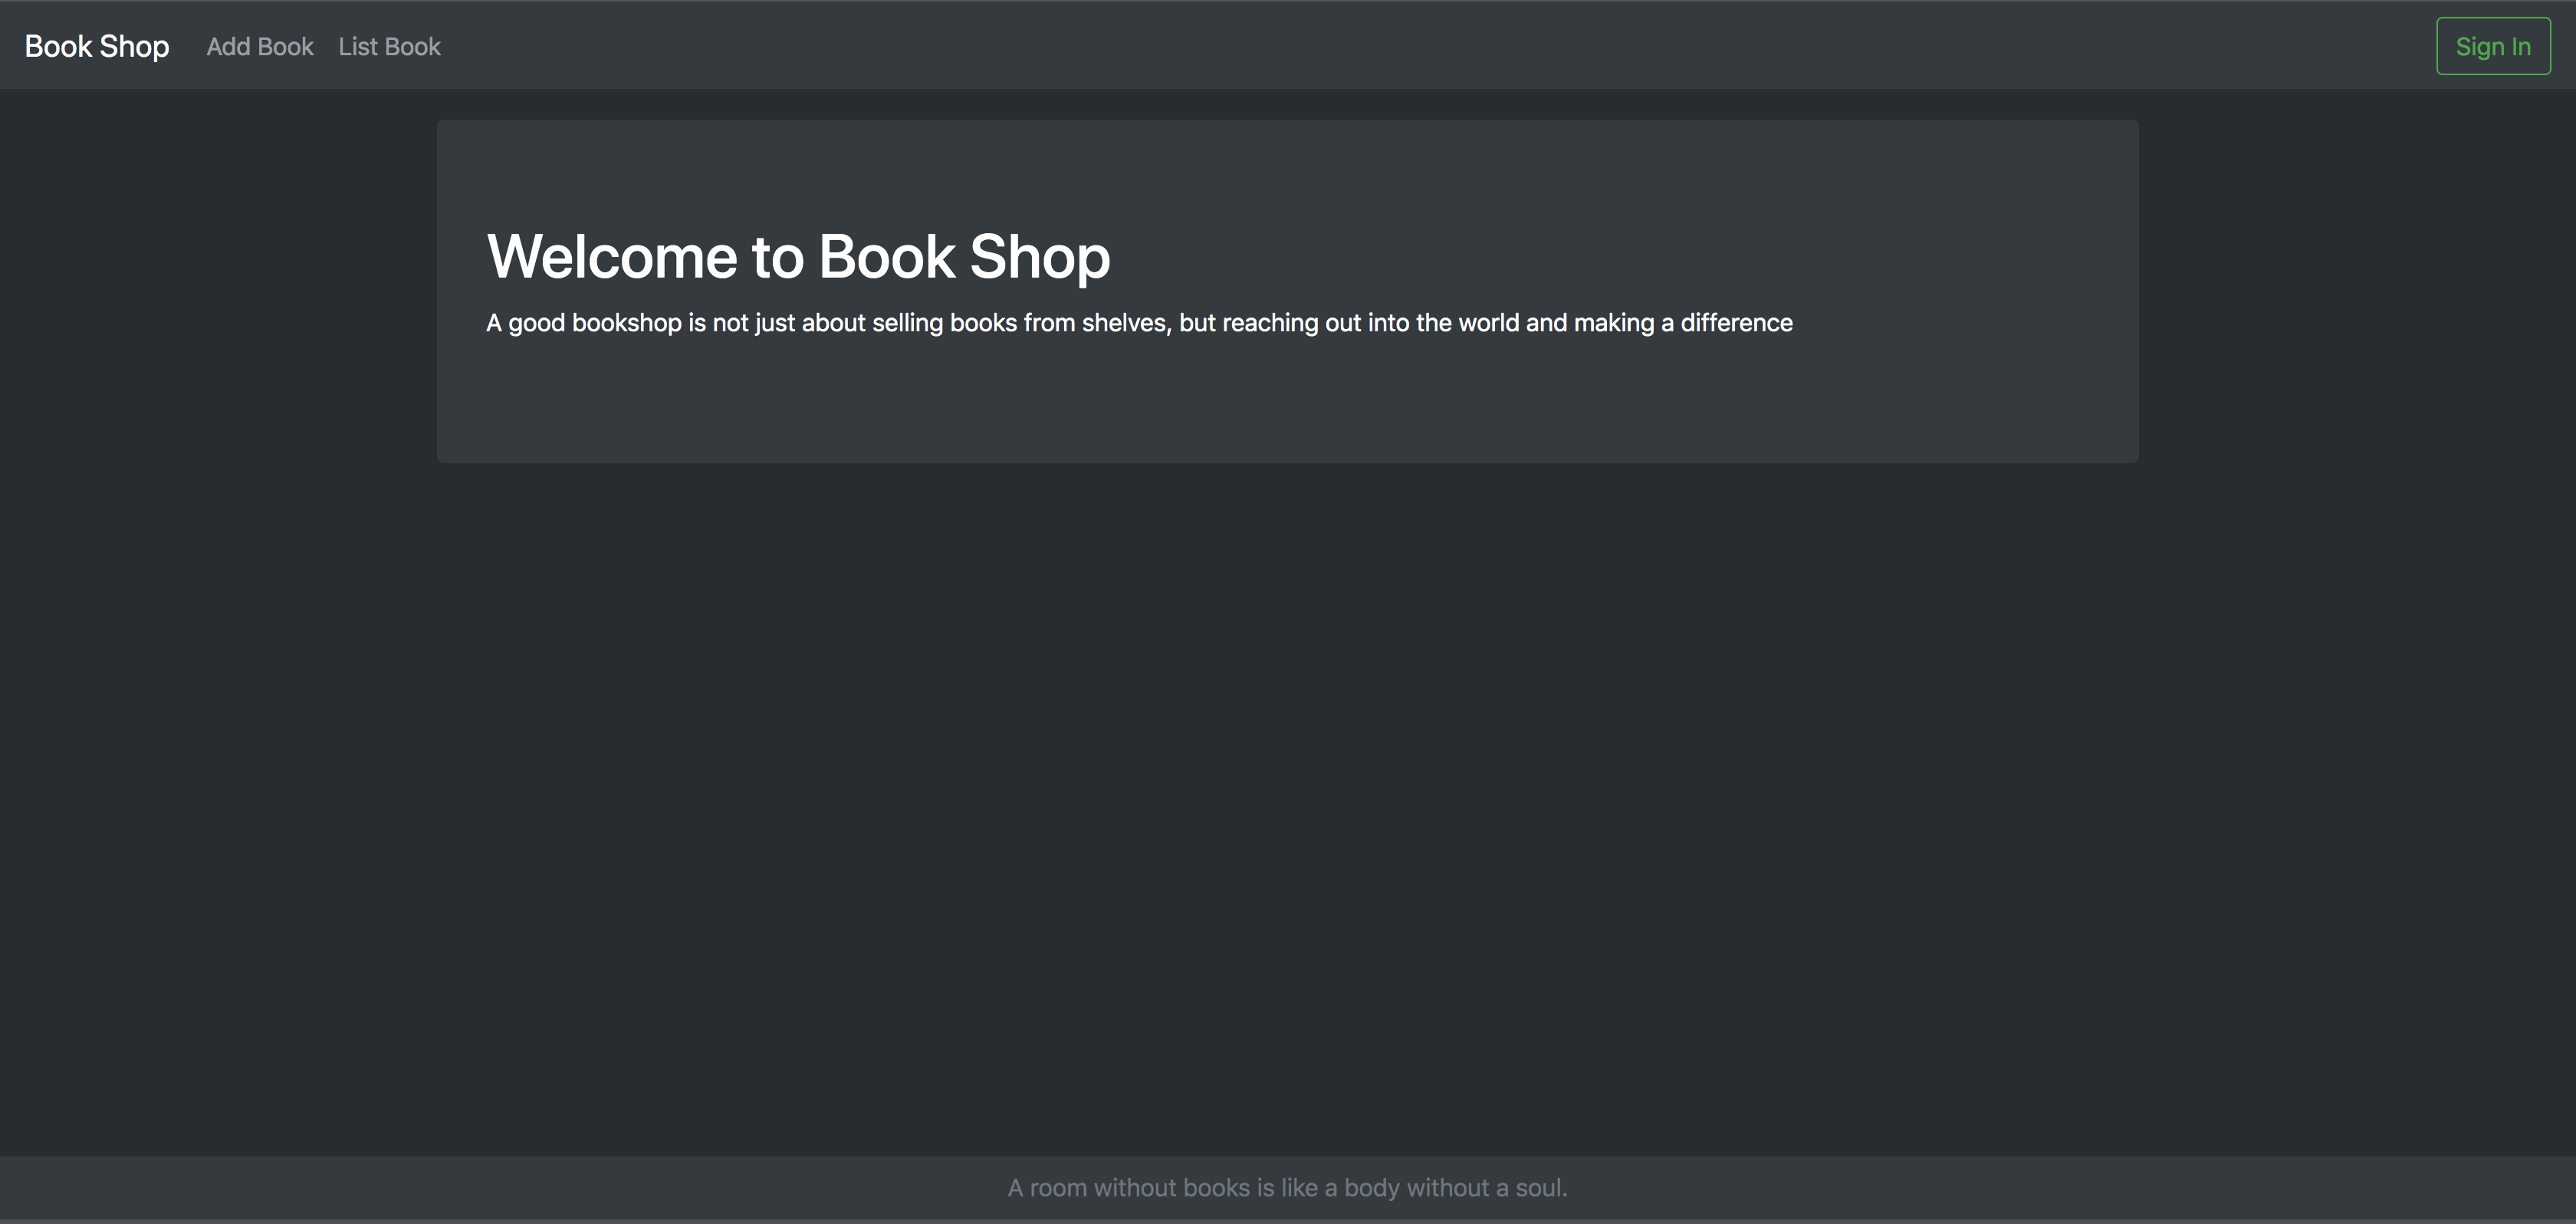 Book Shop Add Book List Book Sign In
Welcome to Book Shop
A good bookshop is not just about selling books from shelves, but reaching out into the world and making a difference
A room without books is like a body without a soul.